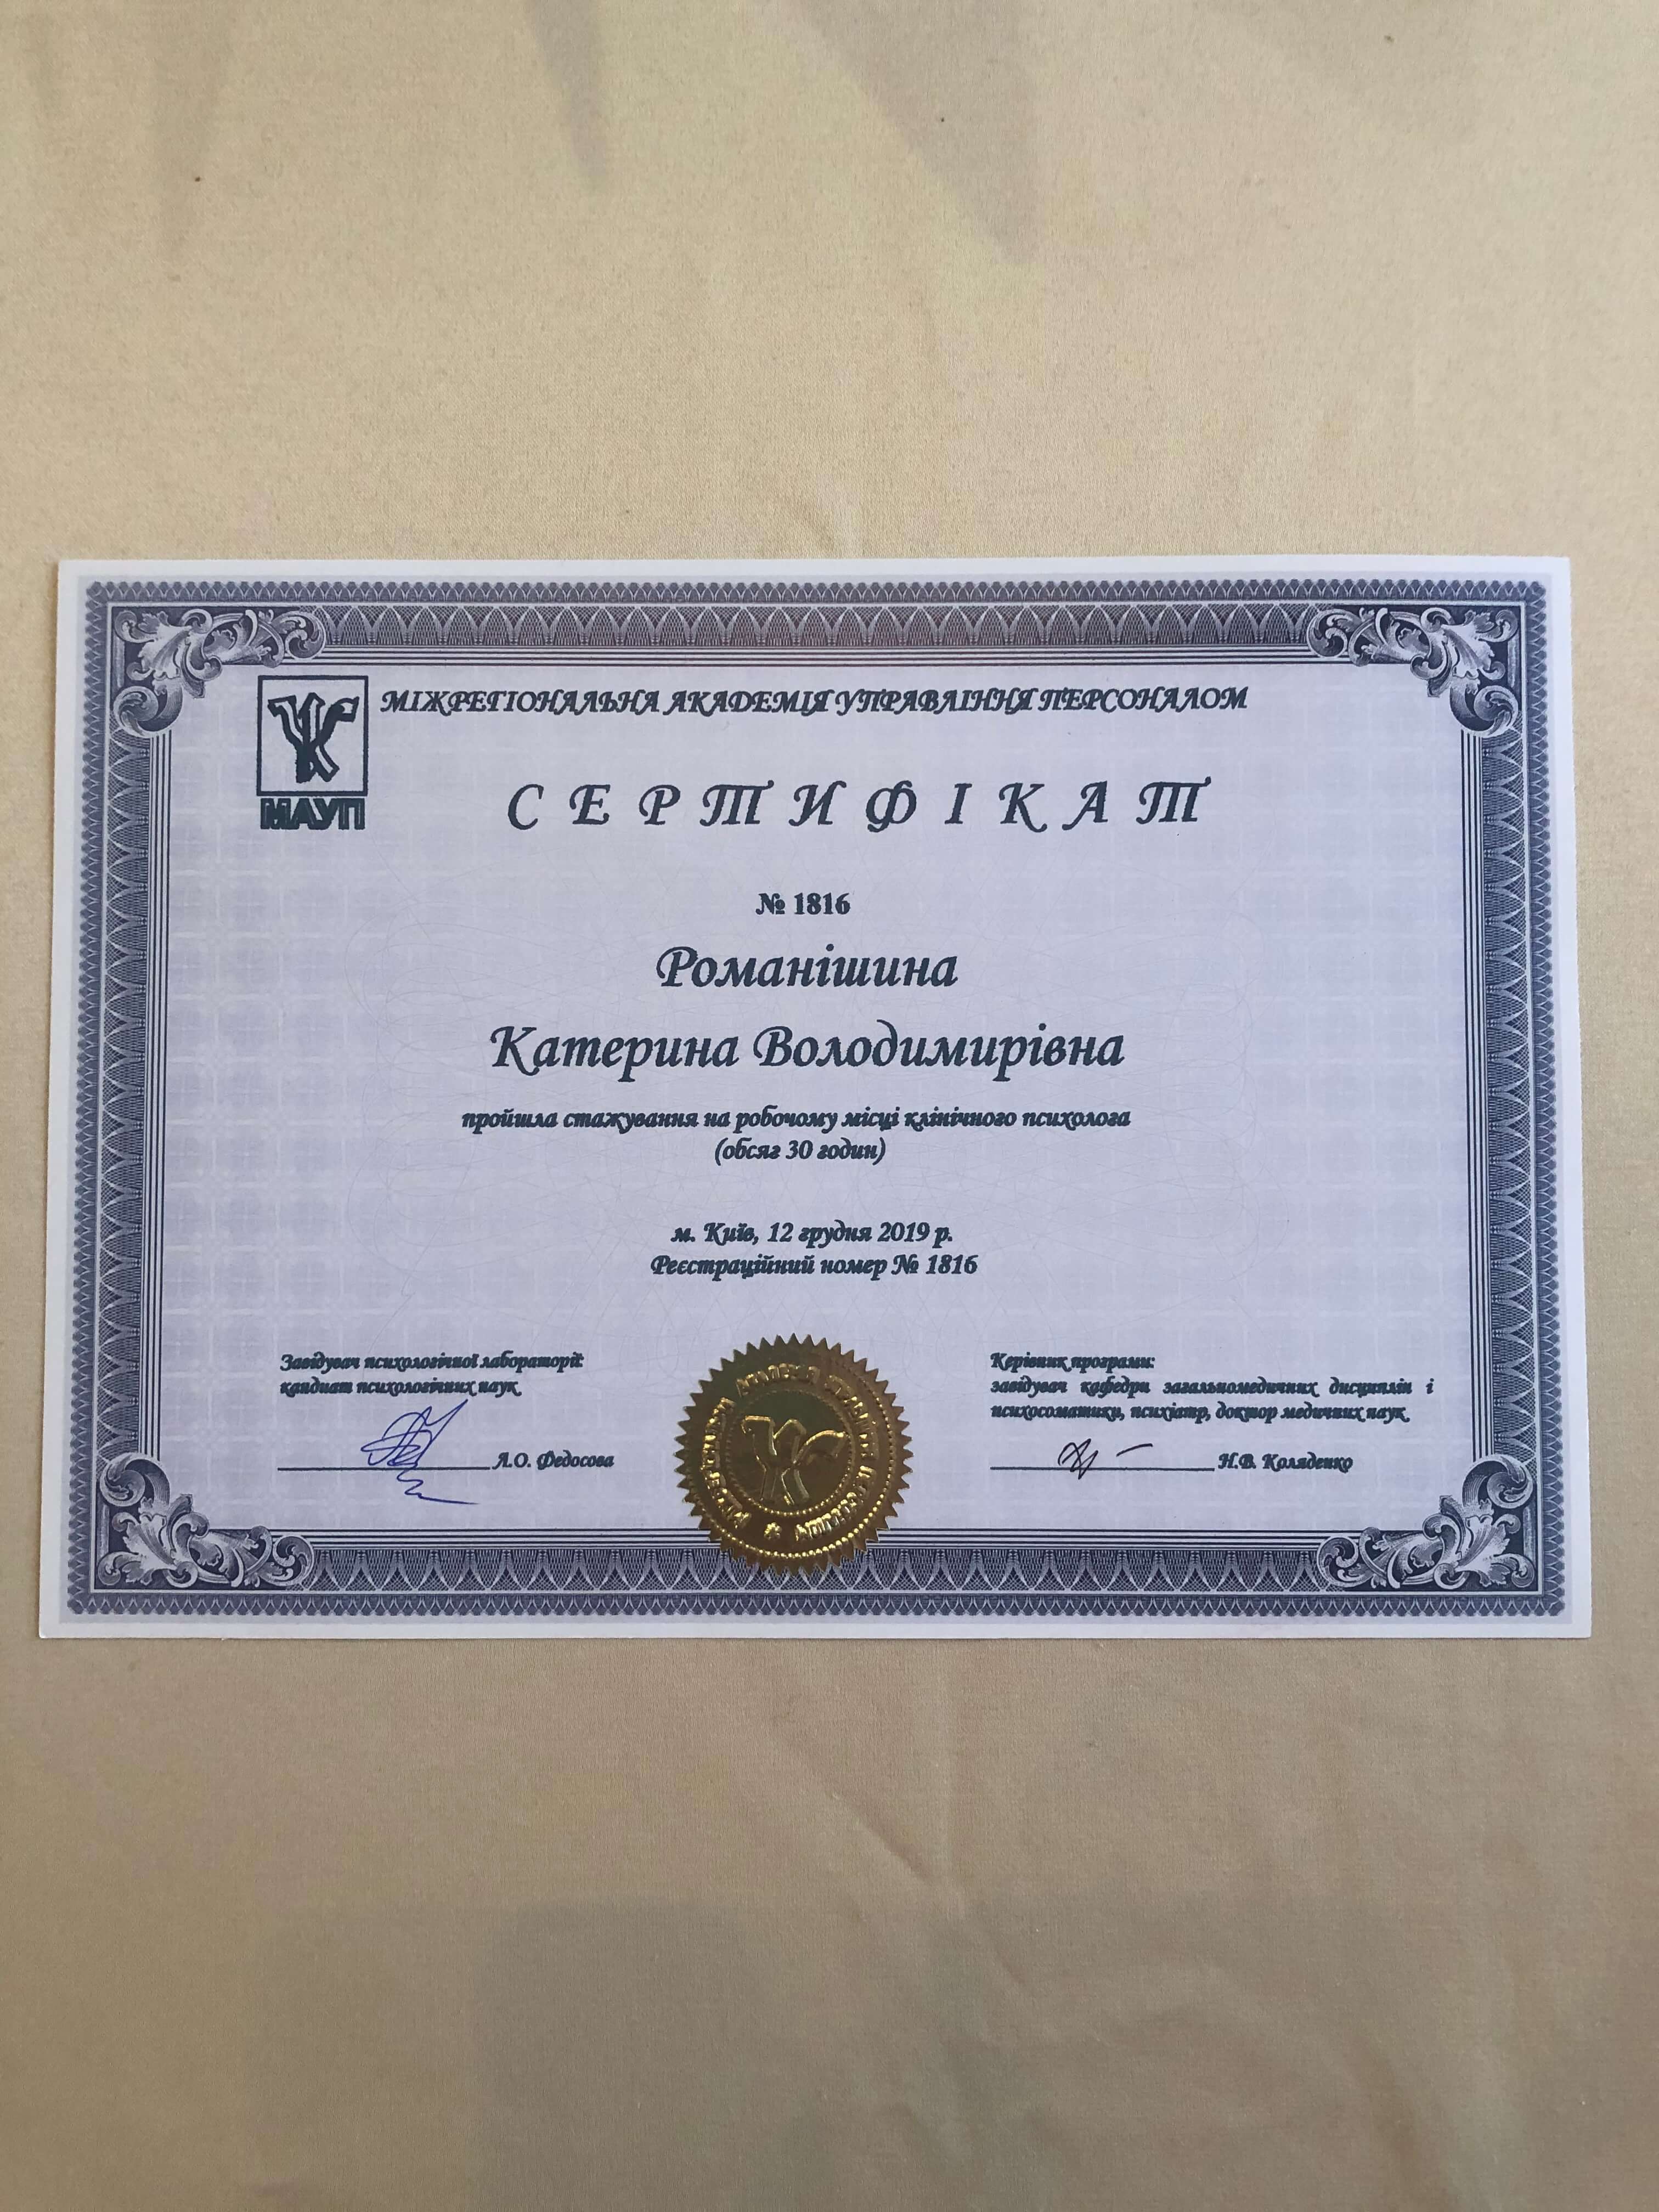 МІЖРЕГІОНАЛЬНА АКАДЕМІЯ УПРАВЛІННЯ ПЕРСОНАЛОМ
МАУП
СЕРТИФІКАТ
№ 1816
Романішина
Катерина Володимирівна
пройшла стажування на робочому місці клінічного психолога
(обсяг 30 годин)
м. Київ, 12 грудня 2019 р.
Реєстраційний номер № 1816
Завідувач психологічної лабораторії:
кандиат психологічних наук
Л.О. Федосова
Керівник програми:
завідувач кафедри загальномедичних дисциплін і
психосоматики, психіатр, доктор медичних наук
Н.В. Коляденко